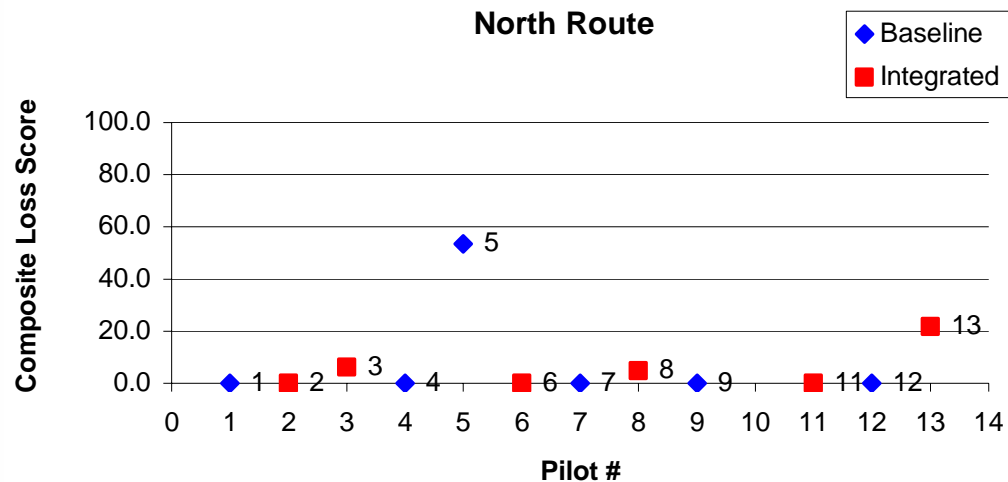 North Route
Baseline
Integrated
Composite Loss Score
100.0
80.0
60.0
40.0
20.0
0.0
5
13
3
8
1 2 4 6 7 9 11 12
0 1 2 3 4 5 6 7 8 9 10 11 12 13 14
Pilot #